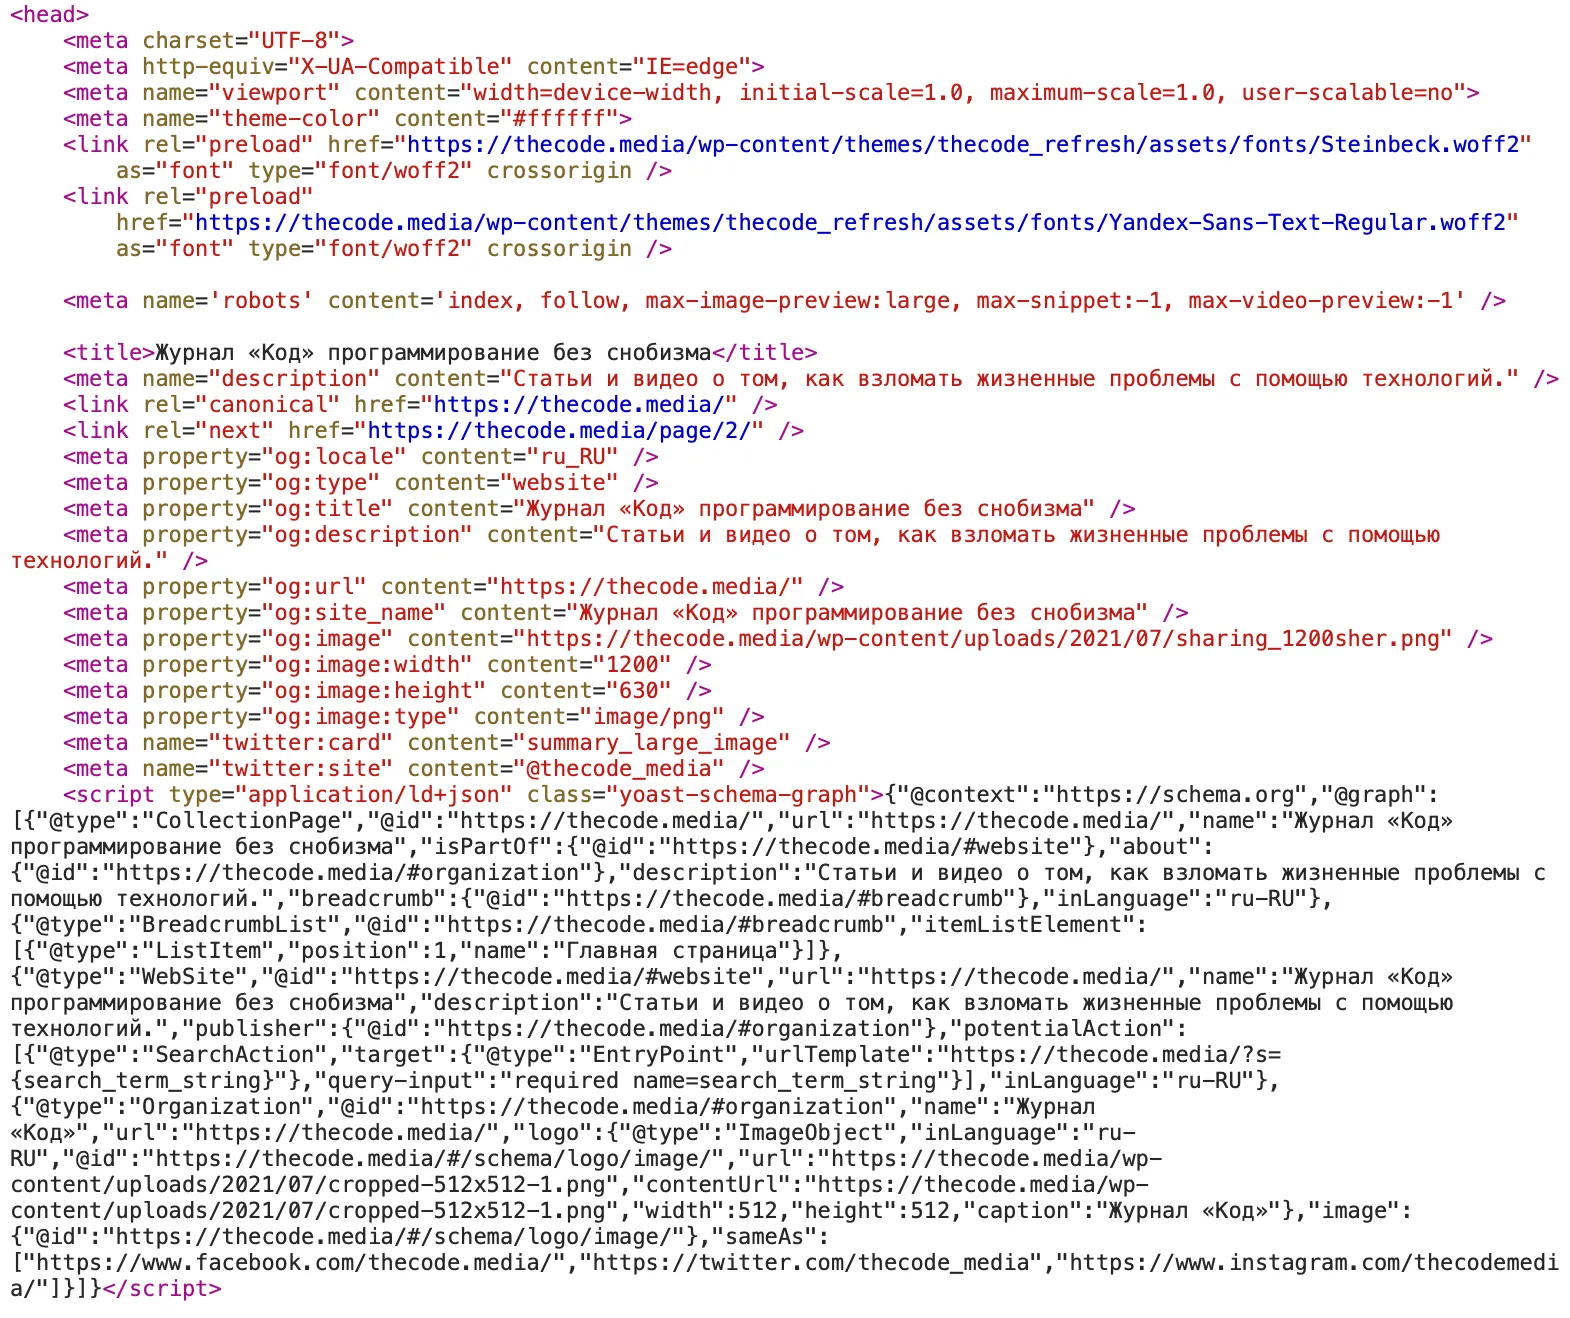 <head>
<meta charset="UTF-8">
<meta http-equiv="X-UA-Compatible" content="IE=edge">
<meta name="viewport" content="width=device-width, initial-scale=1.0, maximum-scale=1.0, user-scalable=no">
<meta name="theme-color" content="#ffffff">
<link rel="preload" href="https://thecode.media/wp-content/themes/thecode_refresh/assets/fonts/Steinbeck.woff2"
as="font" type="font/woff2" crossorigin />
<link rel="preload"
href="https://thecode.media/wp-content/themes/thecode_refresh/assets/fonts/Yandex-Sans-Text-Regular.woff2"
as="font" type="font/woff2" crossorigin />
<meta name='robots' content='index, follow, max-image-preview:large, max-snippet:-1, max-video-preview:-1' />
<title>Журнал «Код» программирование без снобизма</title>
<meta name="description" content="Статьи и видео о том, как взломать жизненные проблемы с помощью технологий." />
<link rel="canonical" href="https://thecode.media/" />
<link rel="next" href="https://thecode.media/page/2/" />
<meta property="og:locale" content="ru_RU" />
<meta property="og:type" content="website" />
<meta property="og:title" content="Журнал «Код» программирование без снобизма" />
<meta property="og:description" content="Статьи и видео о том, как взломать жизненные проблемы с помощью
технологий." />
<meta property="og:url" content="https://thecode.media/" />
<meta property="og:site_name" content="Журнал «Код» программирование без снобизма" />
<meta property="og:image" content="https://thecode.media/wp-content/uploads/2021/07/sharing_1200sher.png" />
<meta property="og:image:width" content="1200" />
<meta property="og:image:height" content="630" />
<meta property="og:image:type" content="image/png" />
<meta name="twitter:card" content="summary_large_image" />
<meta name="twitter:site" content="@thecode_media" />
<script type="application/ld+json" class="yoast-schema-graph">{"@context":"https://schema.org","@graph":
[{"@type":"CollectionPage","@id":"https://thecode.media/","url":"https://thecode.media/","name":"Журнал «Код»
программирование без снобизма","isPartOf":{"@id":"https://thecode.media/#website"},"about":
{"@id":"https://thecode.media/#organization"},"description":"Статьи и видео о том, как взломать жизненные проблемы с
помощью технологий.","breadcrumb":{"@id":"https://thecode.media/#breadcrumb"},"inLanguage":"ru-RU"},
{"@type":"BreadcrumbList","@id":"https://thecode.media/#breadcrumb","itemListElement":
[{"@type":"ListItem","position":1,"name":"Главная страница"}]},
{"@type":"WebSite","@id":"https://thecode.media/#website","url":"https://thecode.media/","name":"Журнал «Код»
программирование без снобизма","description":"Статьи и видео о том, как взломать жизненные проблемы с помощью
технологий.","publisher":{"@id":"https://thecode.media/#organization"},"potentialAction":
[{"@type":"SearchAction","target":{"@type":"EntryPoint","urlTemplate":"https://thecode.media/?s=
{search_term_string}"},"query-input":"required name=search_term_string"}],"inLanguage":"ru-RU"},
{"@type":"Organization","@id":"https://thecode.media/#organization","name":"Журнал
«Код»","url":"https://thecode.media/","logo":{"@type":"ImageObject","inLanguage":"ru-
RU","@id":"https://thecode.media/#/schema/logo/image/","url":"https://thecode.media/wp-
content/uploads/2021/07/cropped-512x512-1.png","contentUrl":"https://thecode.media/wp-
content/uploads/2021/07/cropped-512x512-1.png","width":512,"height":512,"caption":"Журнал «Код»"},"image":
{"@id":"https://thecode.media/#/schema/logo/image/"},"sameAs":
["https://www.facebook.com/thecode.media/","https://twitter.com/thecode_media","https://www.instagram.com/thecodemedi
a/"]}]}</script>